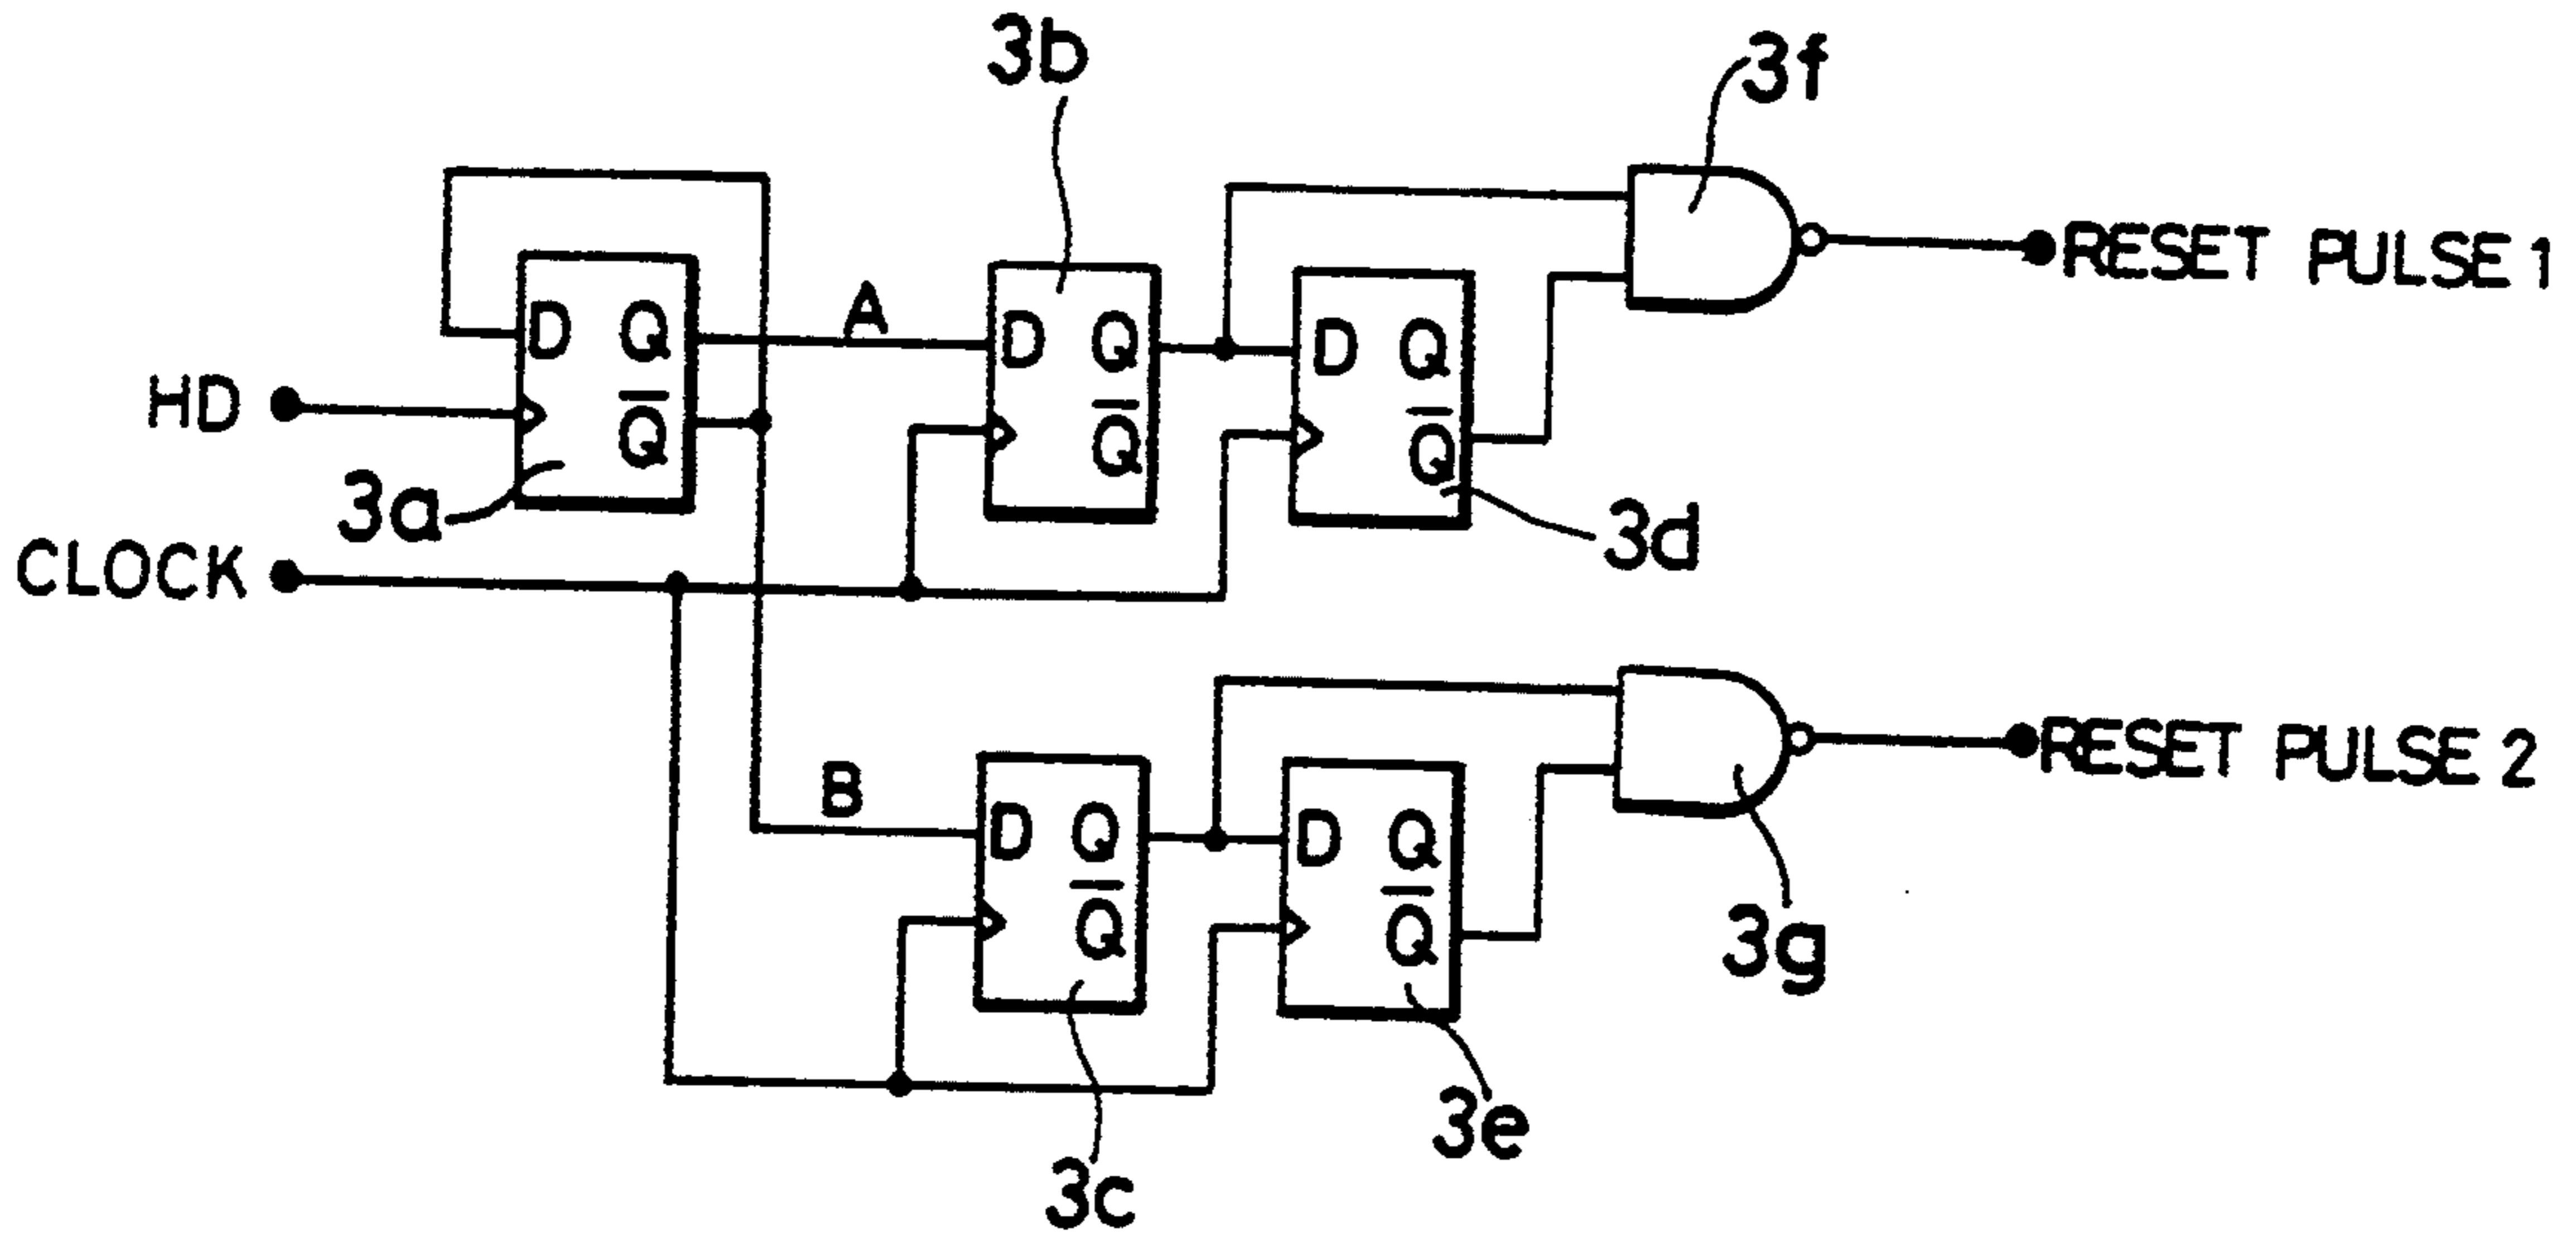 3b
3f
RESET PULSE 1
A
D Q
Q̅
D Q
Q̅
D Q
Q̅
HD
3a
3d
CLOCK
RESET PULSE 2
B
D Q
Q̅
D Q
Q̅
3g
3e
3c